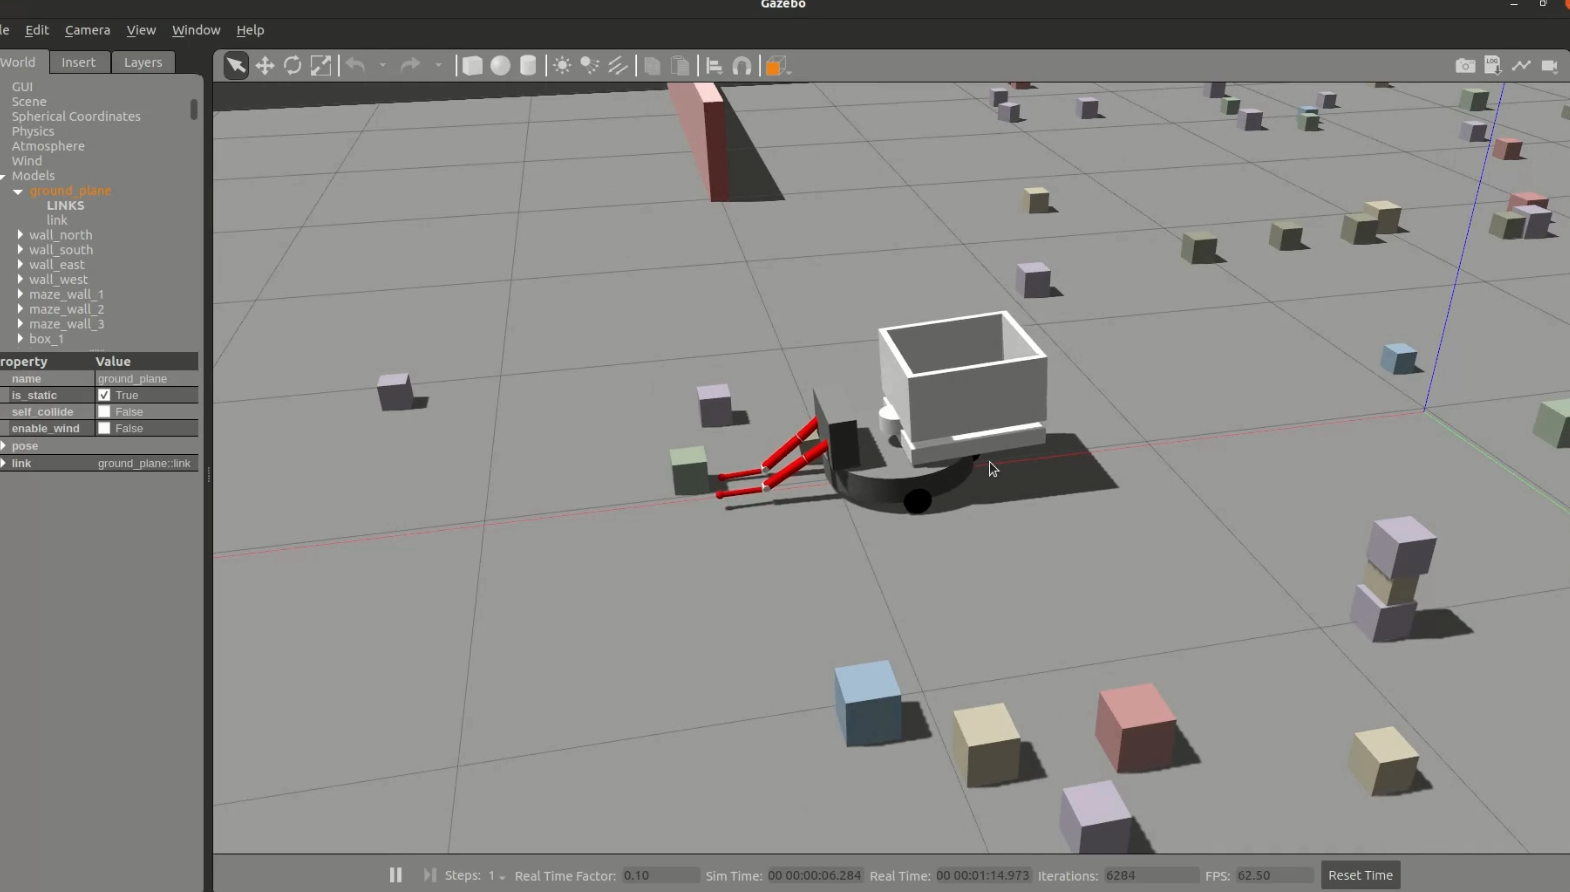 Gazebo
le Edit Camera View Window Help
World Insert Layers
GUI
Scene
Spherical Coordinates
Physics
Atmosphere
Wind
Models
ground_plane
LINKS
link
wall_north
wall_south
wall_east
wall_west
maze_wall_1
maze_wall_2
maze_wall_3
box_1
roperty Value
name ground_plane
is_static True
self_collide False
enable_wind False
pose
link ground_plane::link
LOG
Steps: 1 Real Time Factor: 0.10 Sim Time: 00 00:00:06.284 Real Time: 00 00:01:14.973 Iterations: 6284 FPS: 62.50 Reset Time